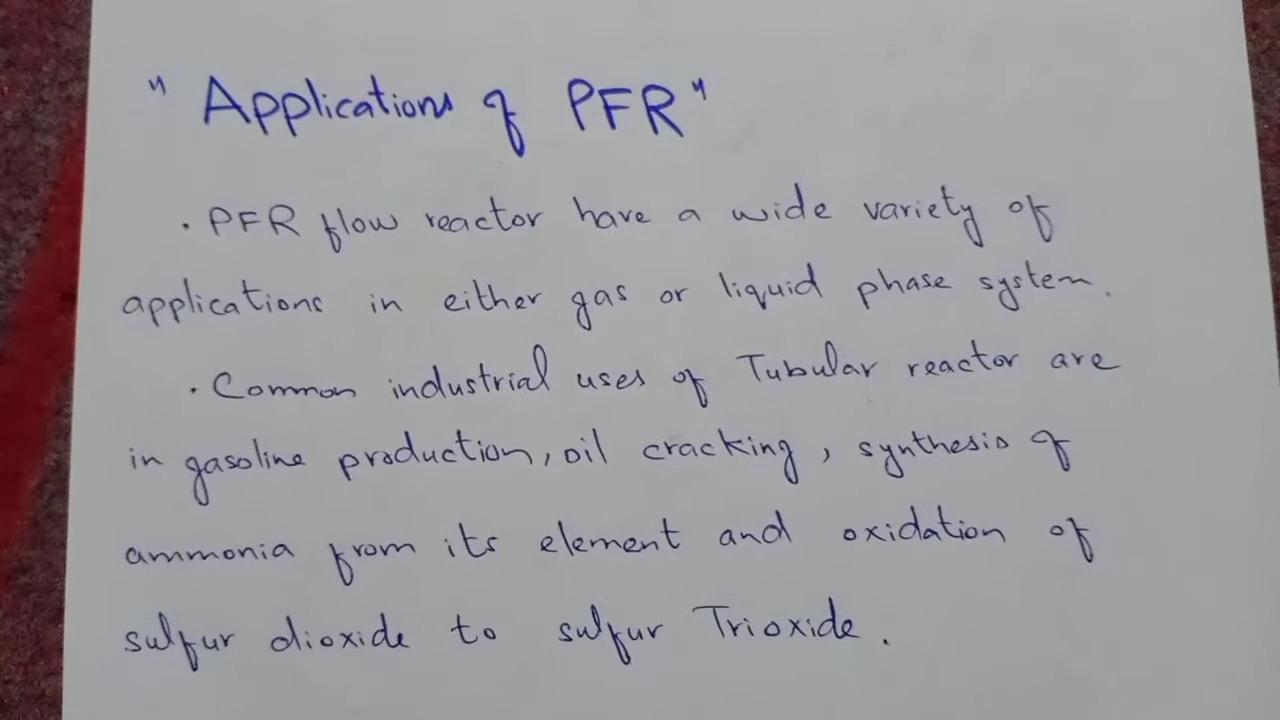 " Applications of PFR "
. PFR flow reactor have a wide variety of
applications in either gas or liquid phase system.
. Common industrial uses of Tubular reactor are
in gasoline production, oil cracking, synthesis of
ammonia from its element and oxidation of
sulfur dioxide to sulfur Trioxide.